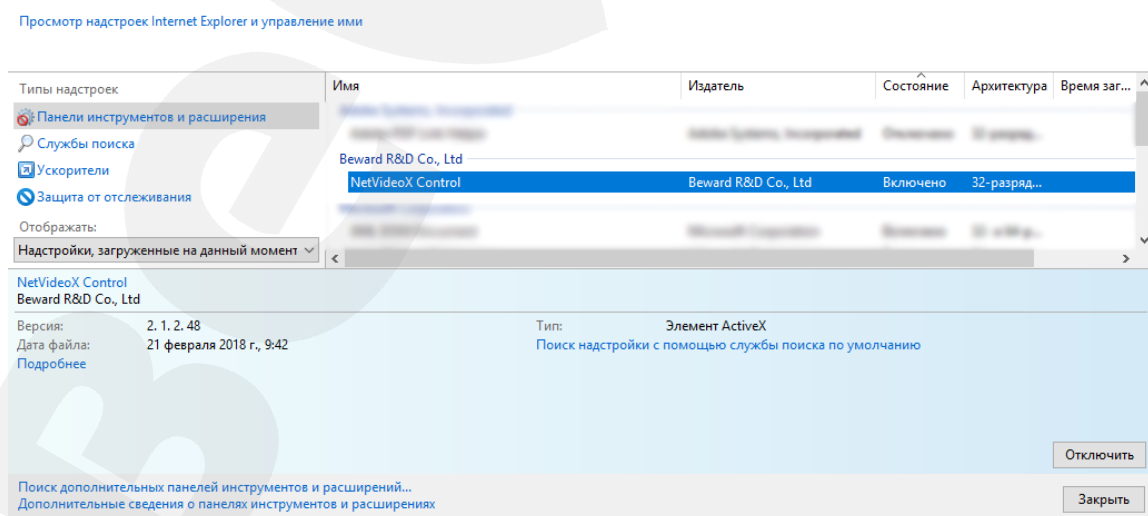 Просмотр надстроек Internet Explorer и управление ими
Типы надстроек
Панели инструментов и расширения
Службы поиска
Ускорители
Защита от отслеживания
Отображать:
Надстройки, загруженные на данный момент
Имя Издатель Состояние Архитектура Время заг...
Beward R&D Co., Ltd
NetVideoX Control Beward R&D Co., Ltd Включено 32-разряд...
NetVideoX Control
Beward R&D Co., Ltd
Версия: 2. 1. 2. 48
Дата файла: 21 февраля 2018 г., 9:42
Подробнее
Тип: Элемент ActiveX
Поиск надстройки с помощью службы поиска по умолчанию
Отключить
Поиск дополнительных панелей инструментов и расширений...
Дополнительные сведения о панелях инструментов и расширениях
Закрыть